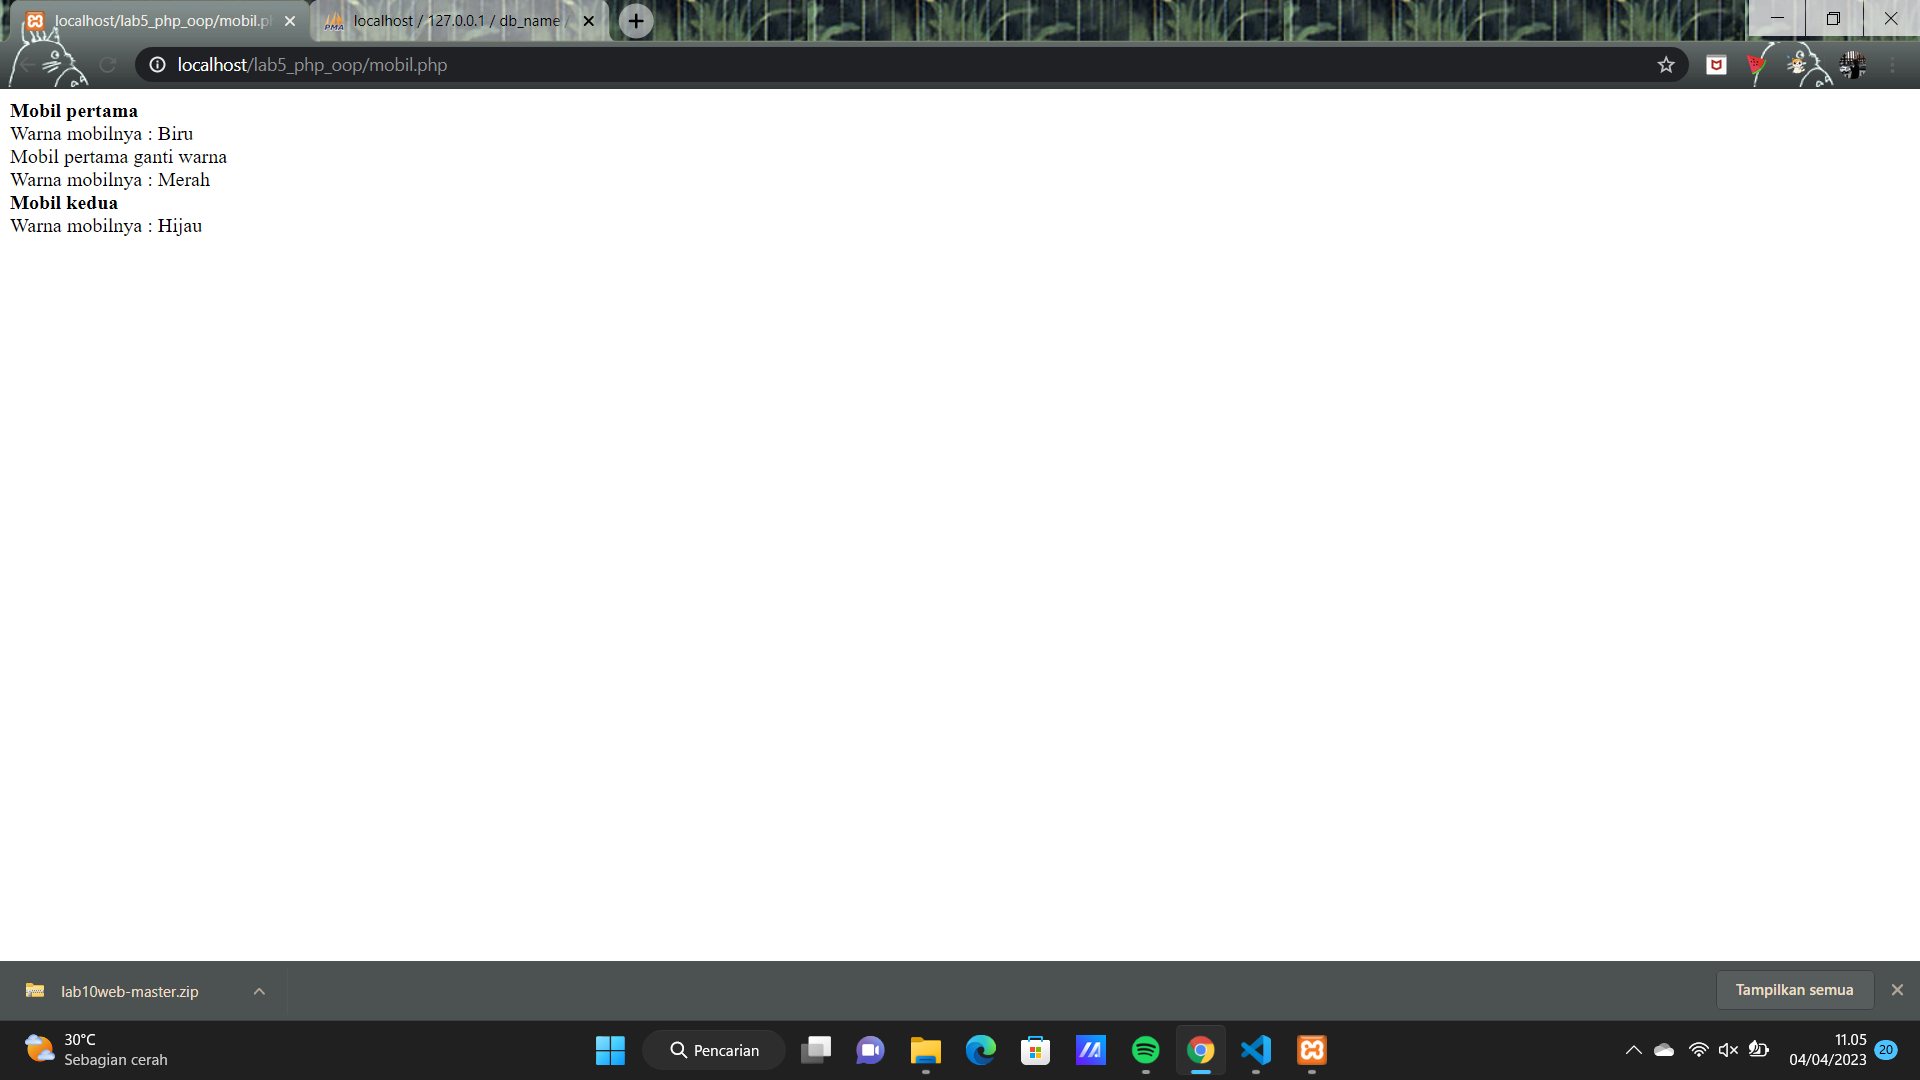 localhost/lab5_php_oop/mobil.ph
localhost / 127.0.0.1 / db_name /
localhost/lab5_php_oop/mobil.php
Mobil pertama
Warna mobilnya : Biru
Mobil pertama ganti warna
Warna mobilnya : Merah
Mobil kedua
Warna mobilnya : Hijau
lab10web-master.zip
Tampilkan semua
30°C
Sebagian cerah
Pencarian
11.05
04/04/2023
20
PMA